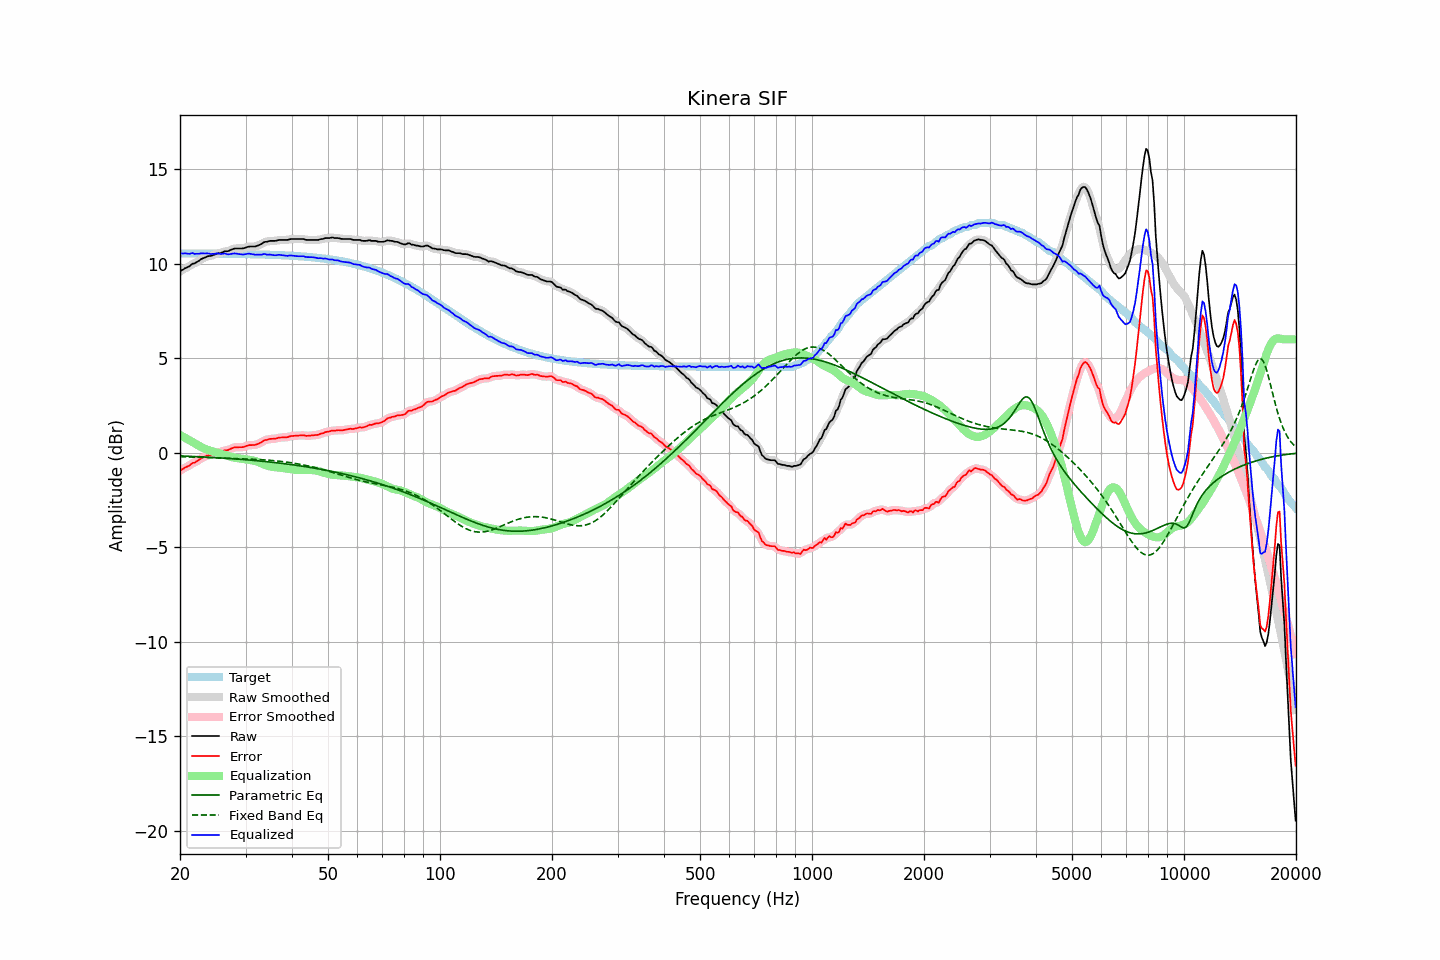 Kinera SIF
Amplitude (dBr)
15
10
5
0
−5
−10
−15
−20
Target
Raw Smoothed
Error Smoothed
Raw
Error
Equalization
Parametric Eq
Fixed Band Eq
Equalized
20 50 100 200 500 1000 2000 5000 10000 20000
Frequency (Hz)